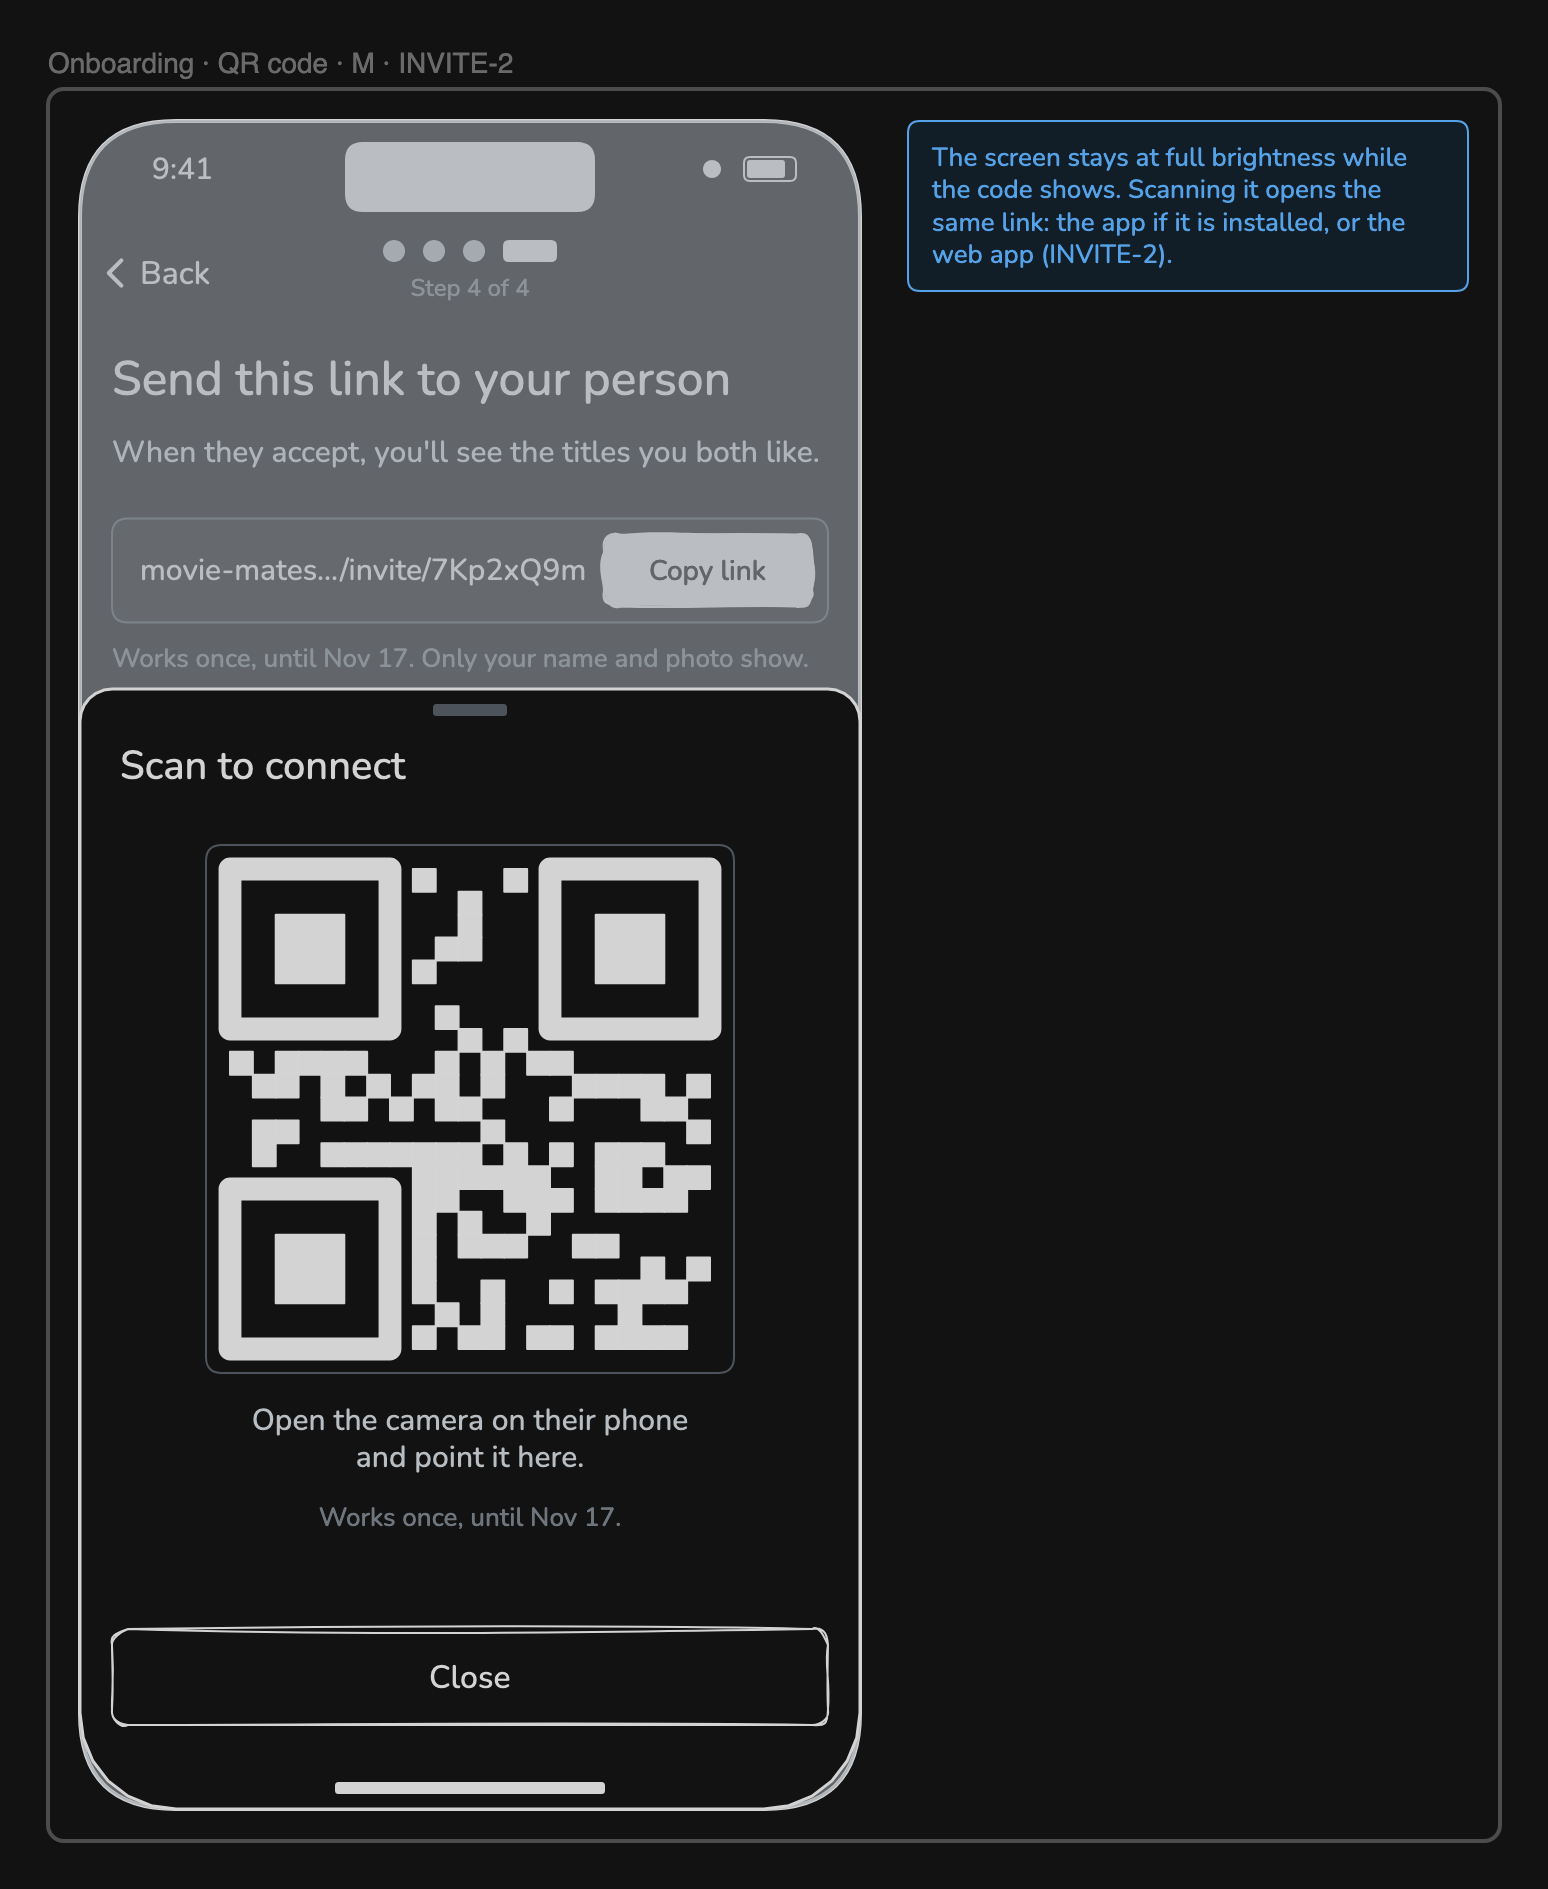 Onboarding · QR code · M · INVITE-2
9:41
Back
Step 4 of 4
Send this link to your person
When they accept, you'll see the titles you both like.
movie-mates.../invite/7Kp2xQ9m
Copy link
Works once, until Nov 17. Only your name and photo show.
Scan to connect
Open the camera on their phone
and point it here.
Works once, until Nov 17.
Close
The screen stays at full brightness while
the code shows. Scanning it opens the
same link: the app if it is installed, or the
web app (INVITE-2).